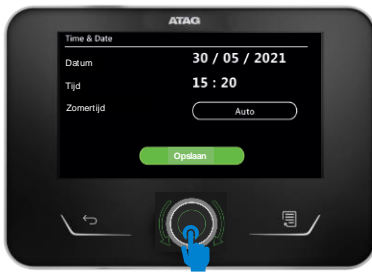 ATAG
Time & Date
Datum 30 / 05 / 2021
Tijd 15 : 20
Zomertijd Auto
Opslaan